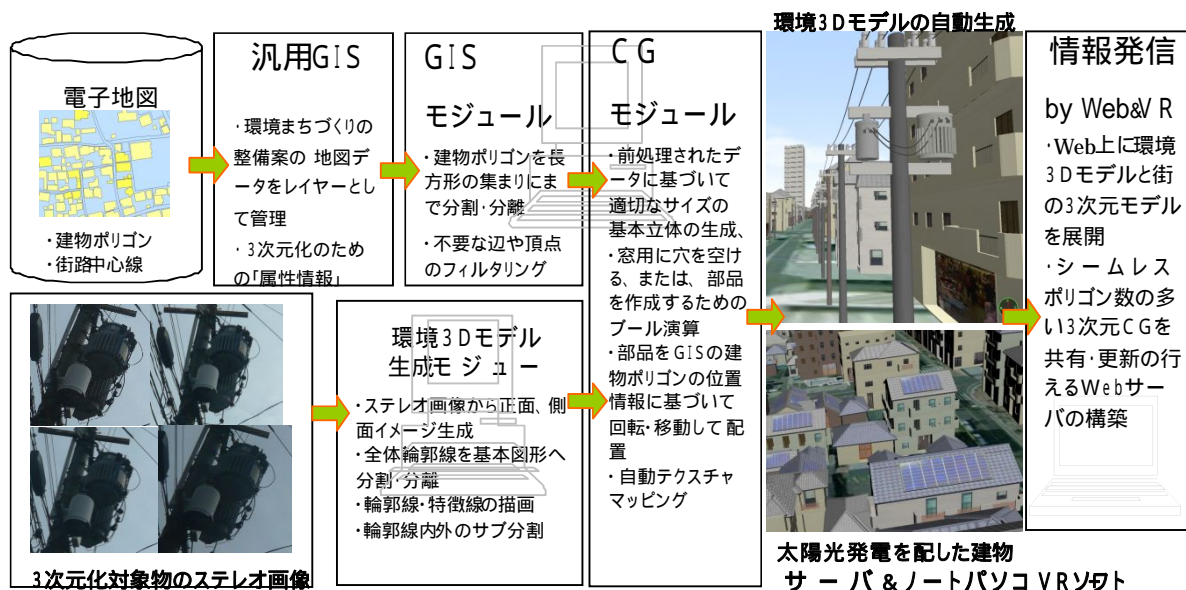 電子地図
・建物ポリゴン
・街路中心線
汎用GIS
・環境まちづくりの
整備案の 地図デ
ータをレイヤーとし
て管理
・3次元化のため
の「属性情報」
GIS
モジュール
・建物ポリゴンを長
方形の集まりにま
で分割・分離
・不要な辺や頂点
のフィルタリング
CG
モジュール
・前処理されたデ
ータに基づいて
適切なサイズの
基本立体の生成、
・窓用に穴を空け
る、または、部品
を作成するための
ブール演算
・部品をGISの建
物ポリゴンの位置
情報に基づいて
回転・移動して 配
置
・自動テクスチャ
マッピング
環境3Dモデルの自動生成
情報発信
by Web&VR
・Web上に環境
3Dモデルと街
の3次元モデル
を展開
・シームレス
ポリゴン数の多
い3次元CGを
共有・更新の行
えるWebサー
バの構築
3次元化対象物のステレオ画像
環境3Dモデル
生成モジュー
・ステレオ画像から正面、側
面イメージ生成
・全体輪郭線を基本図形へ
分割・分離
・輪郭線・特徴線の描画
・輪郭線内外のサブ分割
太陽光発電を配した建物
サーバ&ノートパソコ VRソ
ト